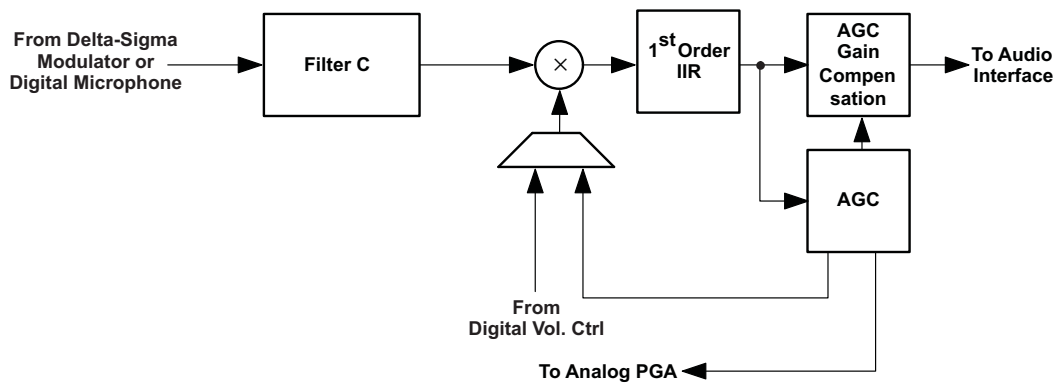 From Delta-Sigma
Modulator or
Digital Microphone
Filter C
×
1st Order
IIR
AGC
Gain
Compen
sation
To Audio
Interface
AGC
From
Digital Vol. Ctrl
To Analog PGA